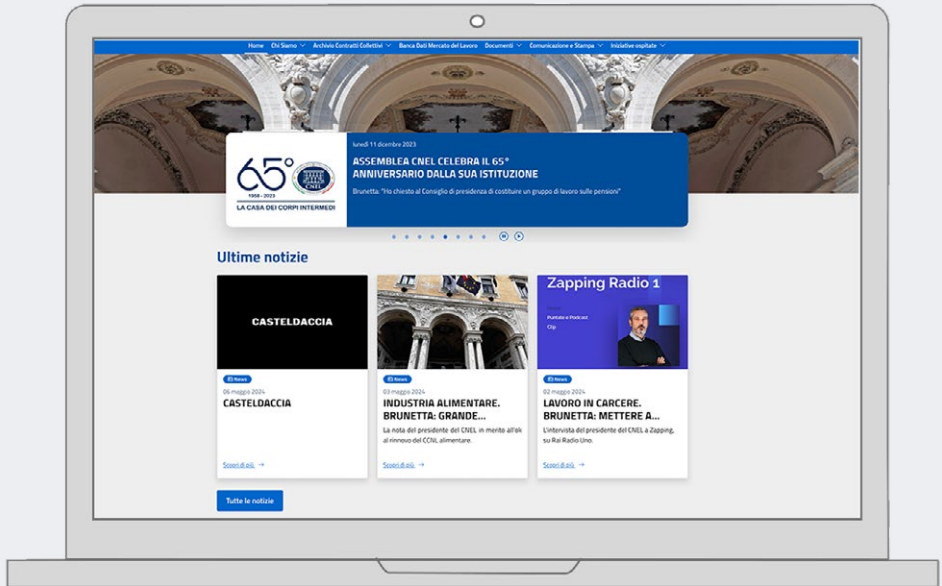 Home Chi Siamo Archivio Contratti Collettivi Banca Dati Mercato del Lavoro Documenti Comunicazione e Stampa Iniziative ospitate
lunedì 11 dicembre 2023
ASSEMBLEA CNEL CELEBRA IL 65°
ANNIVERSARIO DALLA SUA ISTITUZIONE
Brunetta: "Ho chiesto al Consiglio di presidenza di costituire un gruppo di lavoro sulle pensioni"
65°
CNEL
1958 - 2023
LA CASA DEI CORPI INTERMEDI
Ultime notizie
CASTELDACCIA
News
06 maggio 2024
CASTELDACCIA
Scopri di più
News
03 maggio 2024
INDUSTRIA ALIMENTARE.
BRUNETTA: GRANDE...
La nota del presidente del CNEL in merito all'ok
al rinnovo del CCNL alimentare.
Scopri di più
Zapping Radio 1
Puntate e Podcast
Clip
News
02 maggio 2024
LAVORO IN CARCERE.
BRUNETTA: METTERE A...
L'intervista del presidente del CNEL a Zapping,
su Rai Radio Uno.
Scopri di più
Tutte le notizie